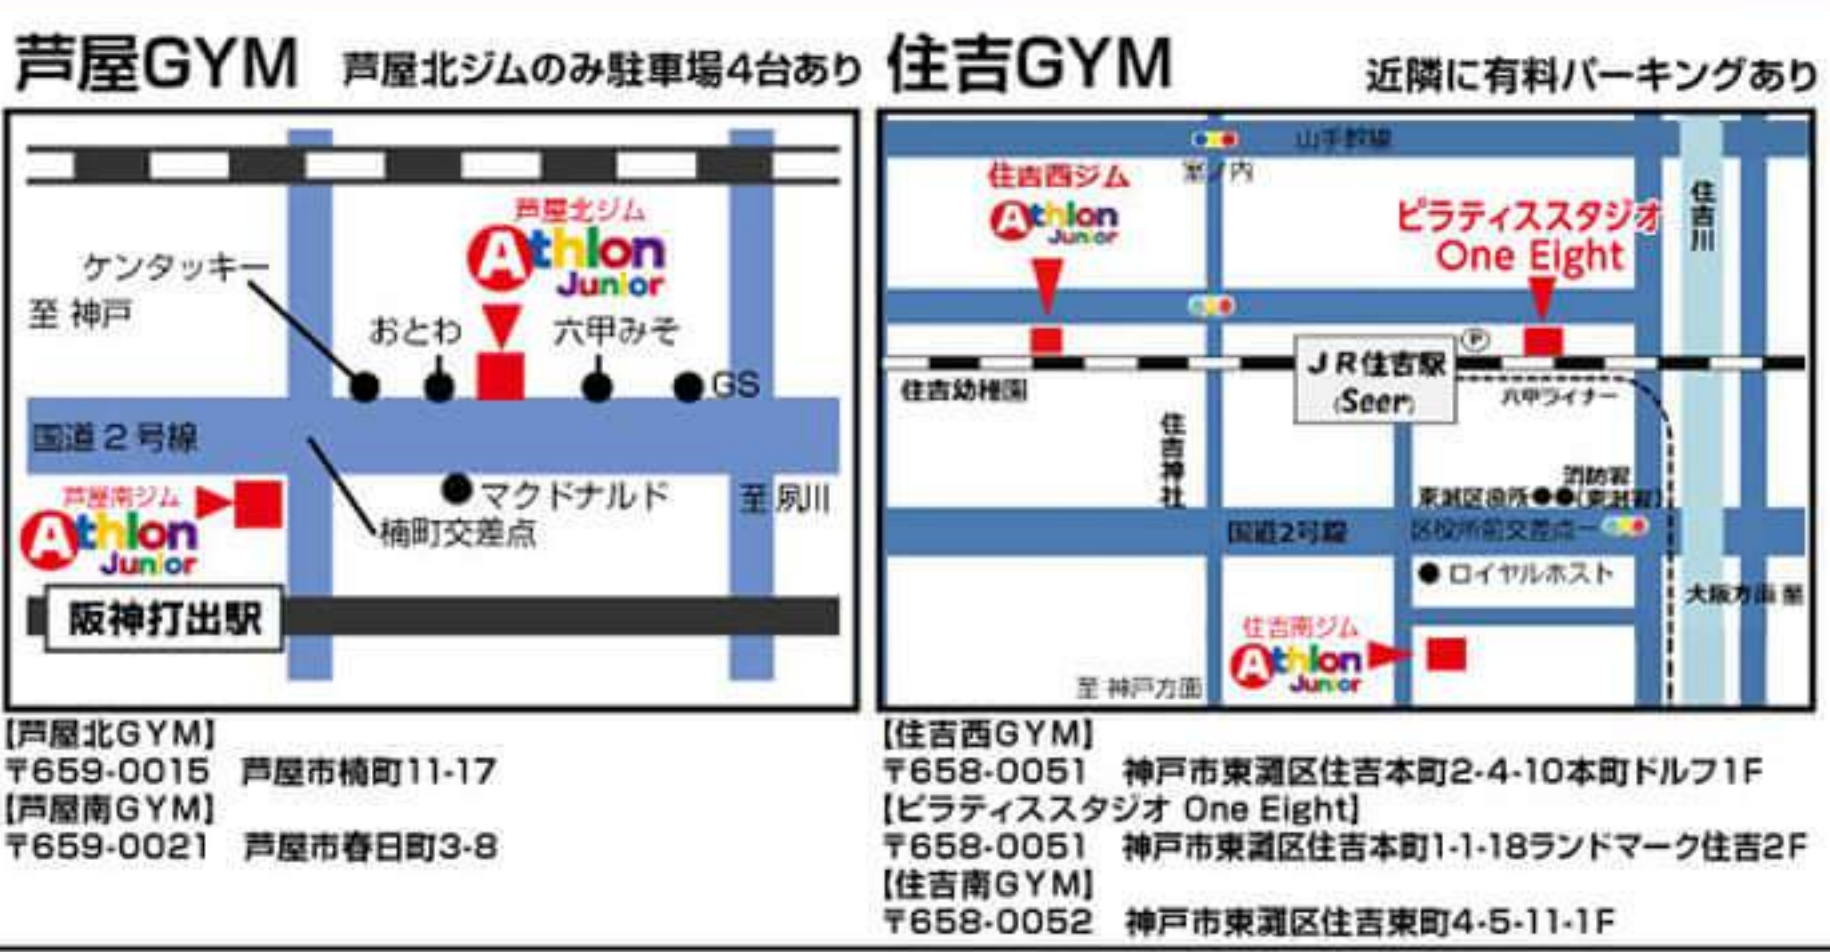 芦屋GYM 芦屋北ジムのみ駐車場4台あり
芦屋北ジム
Athlon
Junior
ケンタッキー
至 神戸
おとわ
六甲みそ
GS
国道2号線
芦屋南ジム
Athlon
Junior
マクドナルド
楠町交差点
至 夙川
阪神打出駅
【芦屋北GYM】
〒659-0015 芦屋市楠町11-17
【芦屋南GYM】
〒659-0021 芦屋市春日町3-8
住吉GYM 近隣に有料パーキングあり
山手幹線
住吉西ジム
Athlon
Junior
ピラティススタジオ
One Eight
住吉川
P
JR住吉駅
(Seer)
住吉幼稚園
六甲ライナー
住吉神社
消防署
東灘区役所
(東灘署)
国道2号線
区役所前交差点
ロイヤルホスト
大阪方面 至
住吉南ジム
Athlon
Junior
至 神戸方面
【住吉西GYM】
〒658-0051 神戸市東灘区住吉本町2-4-10本町ドルフ1F
【ピラティススタジオ One Eight】
〒658-0051 神戸市東灘区住吉本町1-1-18ランドマーク住吉2F
【住吉南GYM】
〒658-0052 神戸市東灘区住吉東町4-5-11-1F